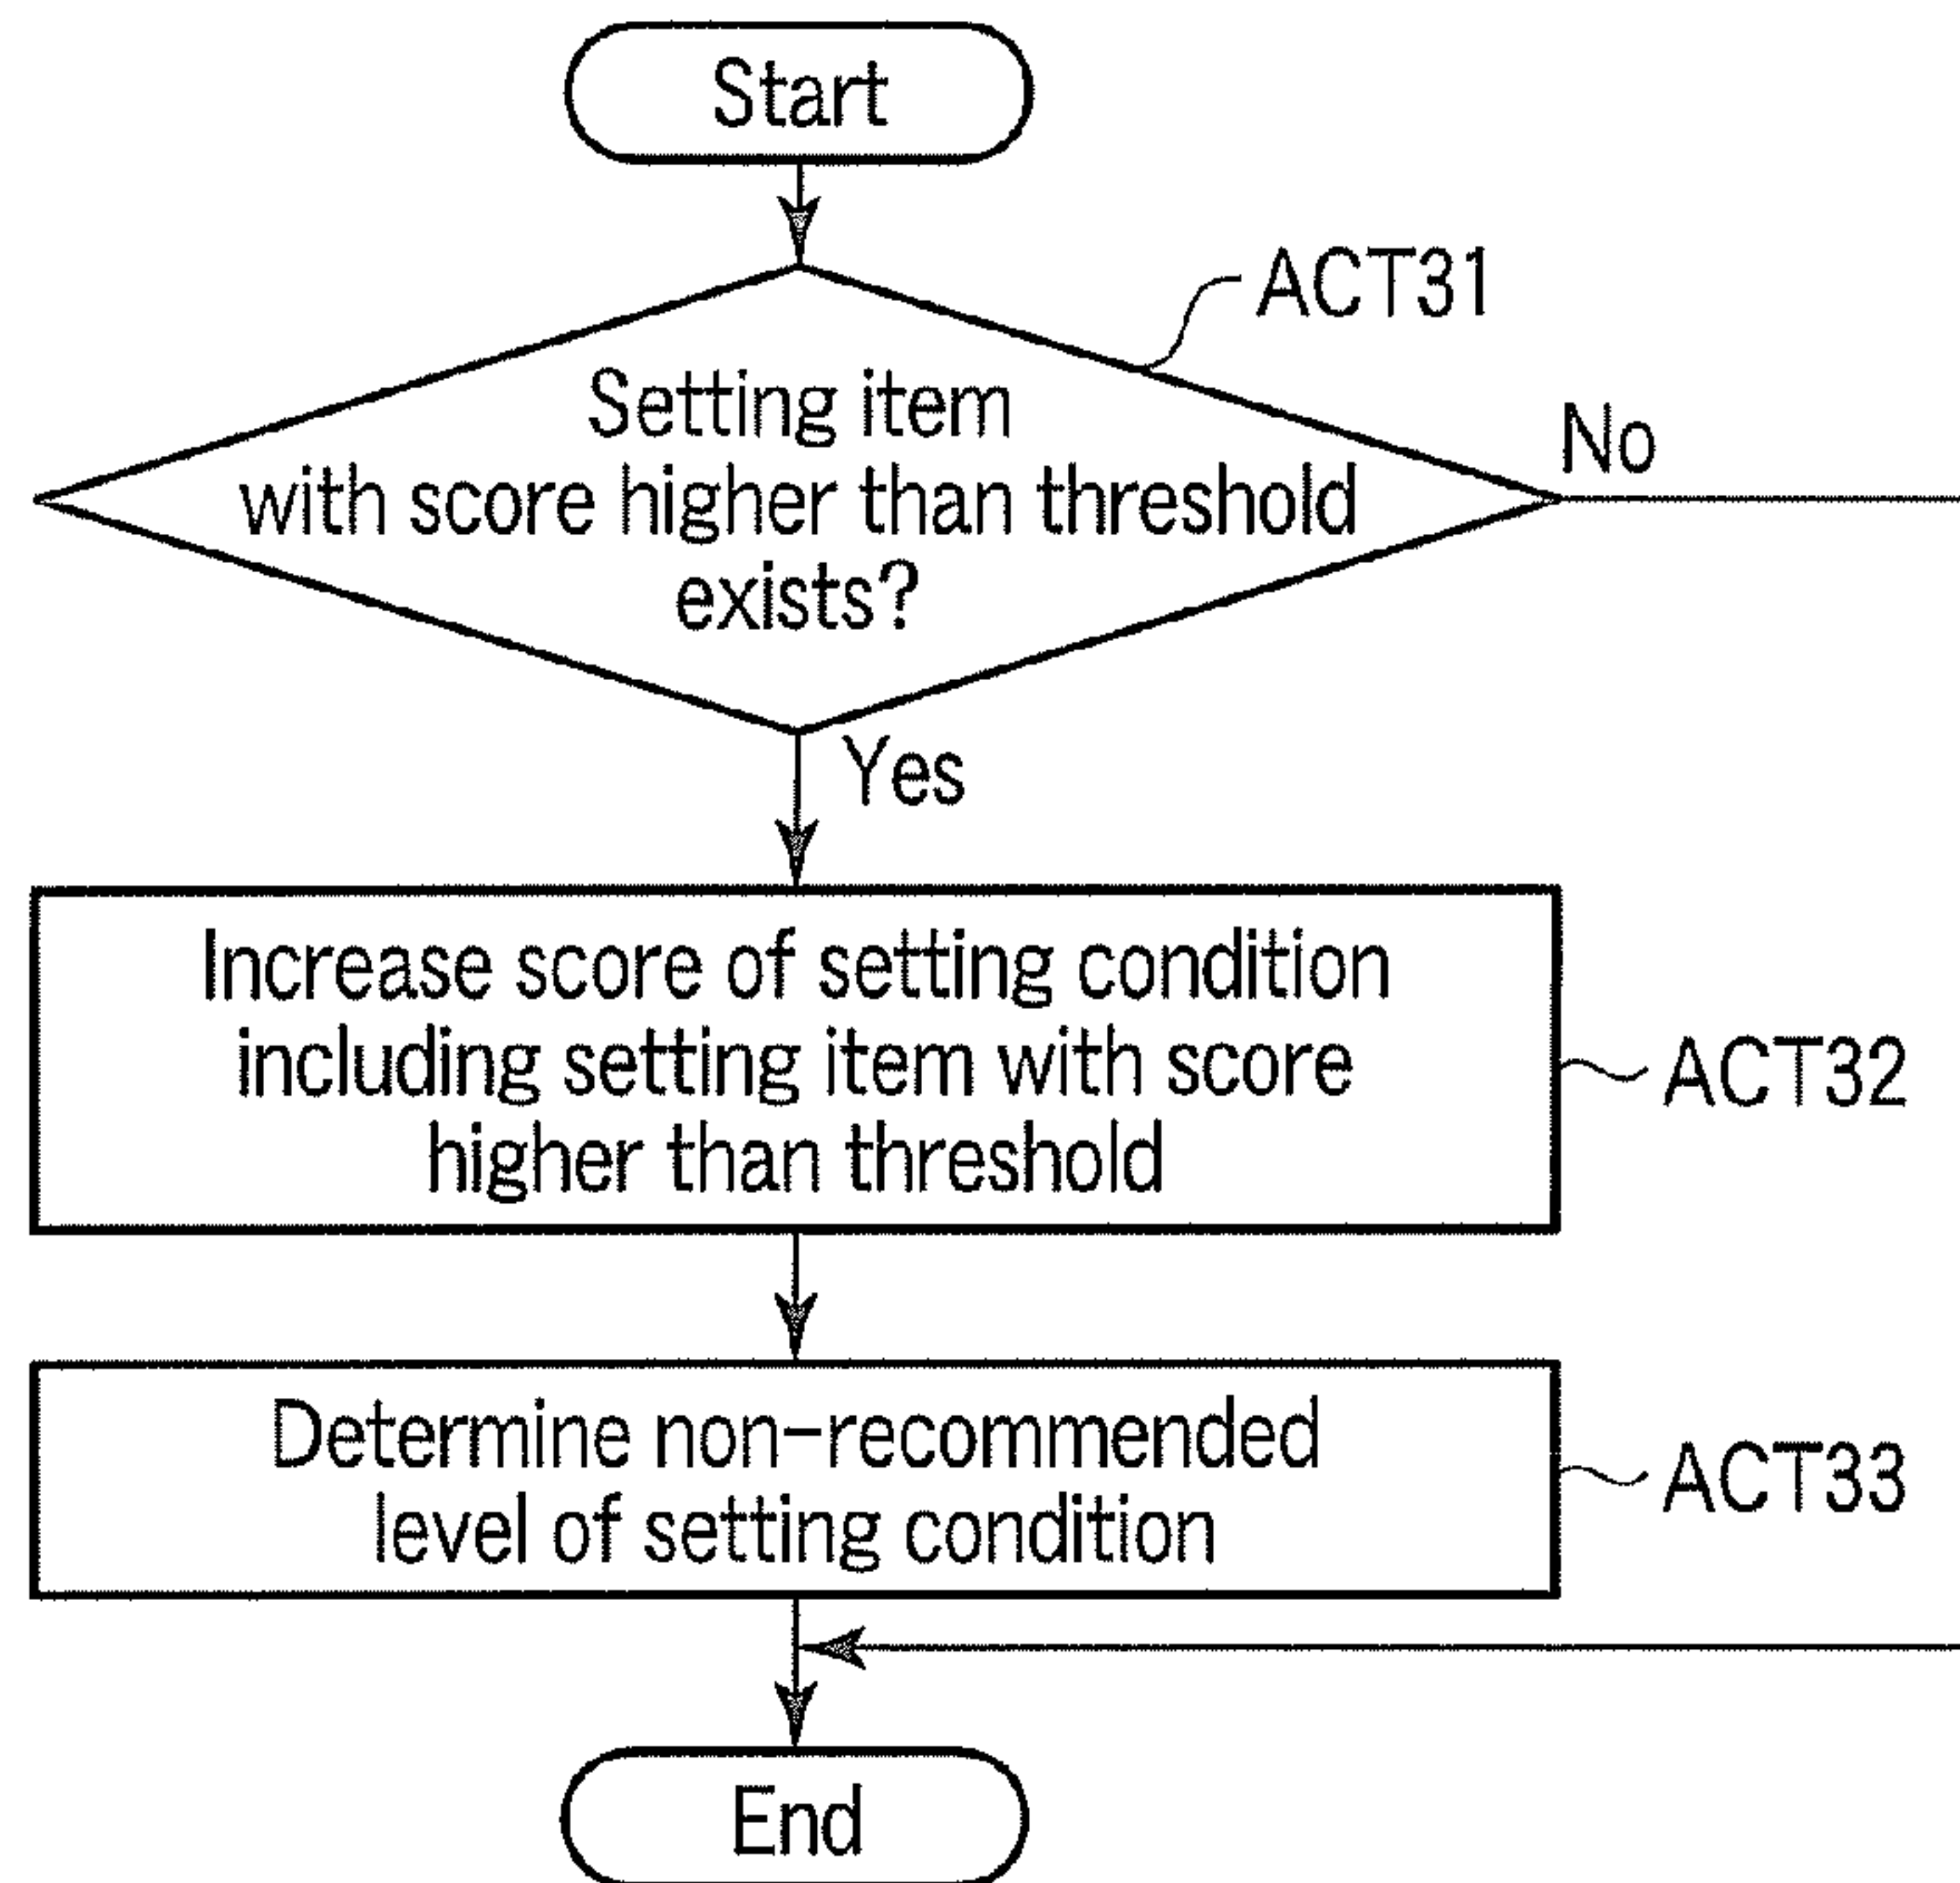 Start
ACT31
Setting item
with score higher than threshold
exists?
No
Yes
Increase score of setting condition
including setting item with score
higher than threshold
ACT32
Determine non-recommended
level of setting condition
ACT33
End